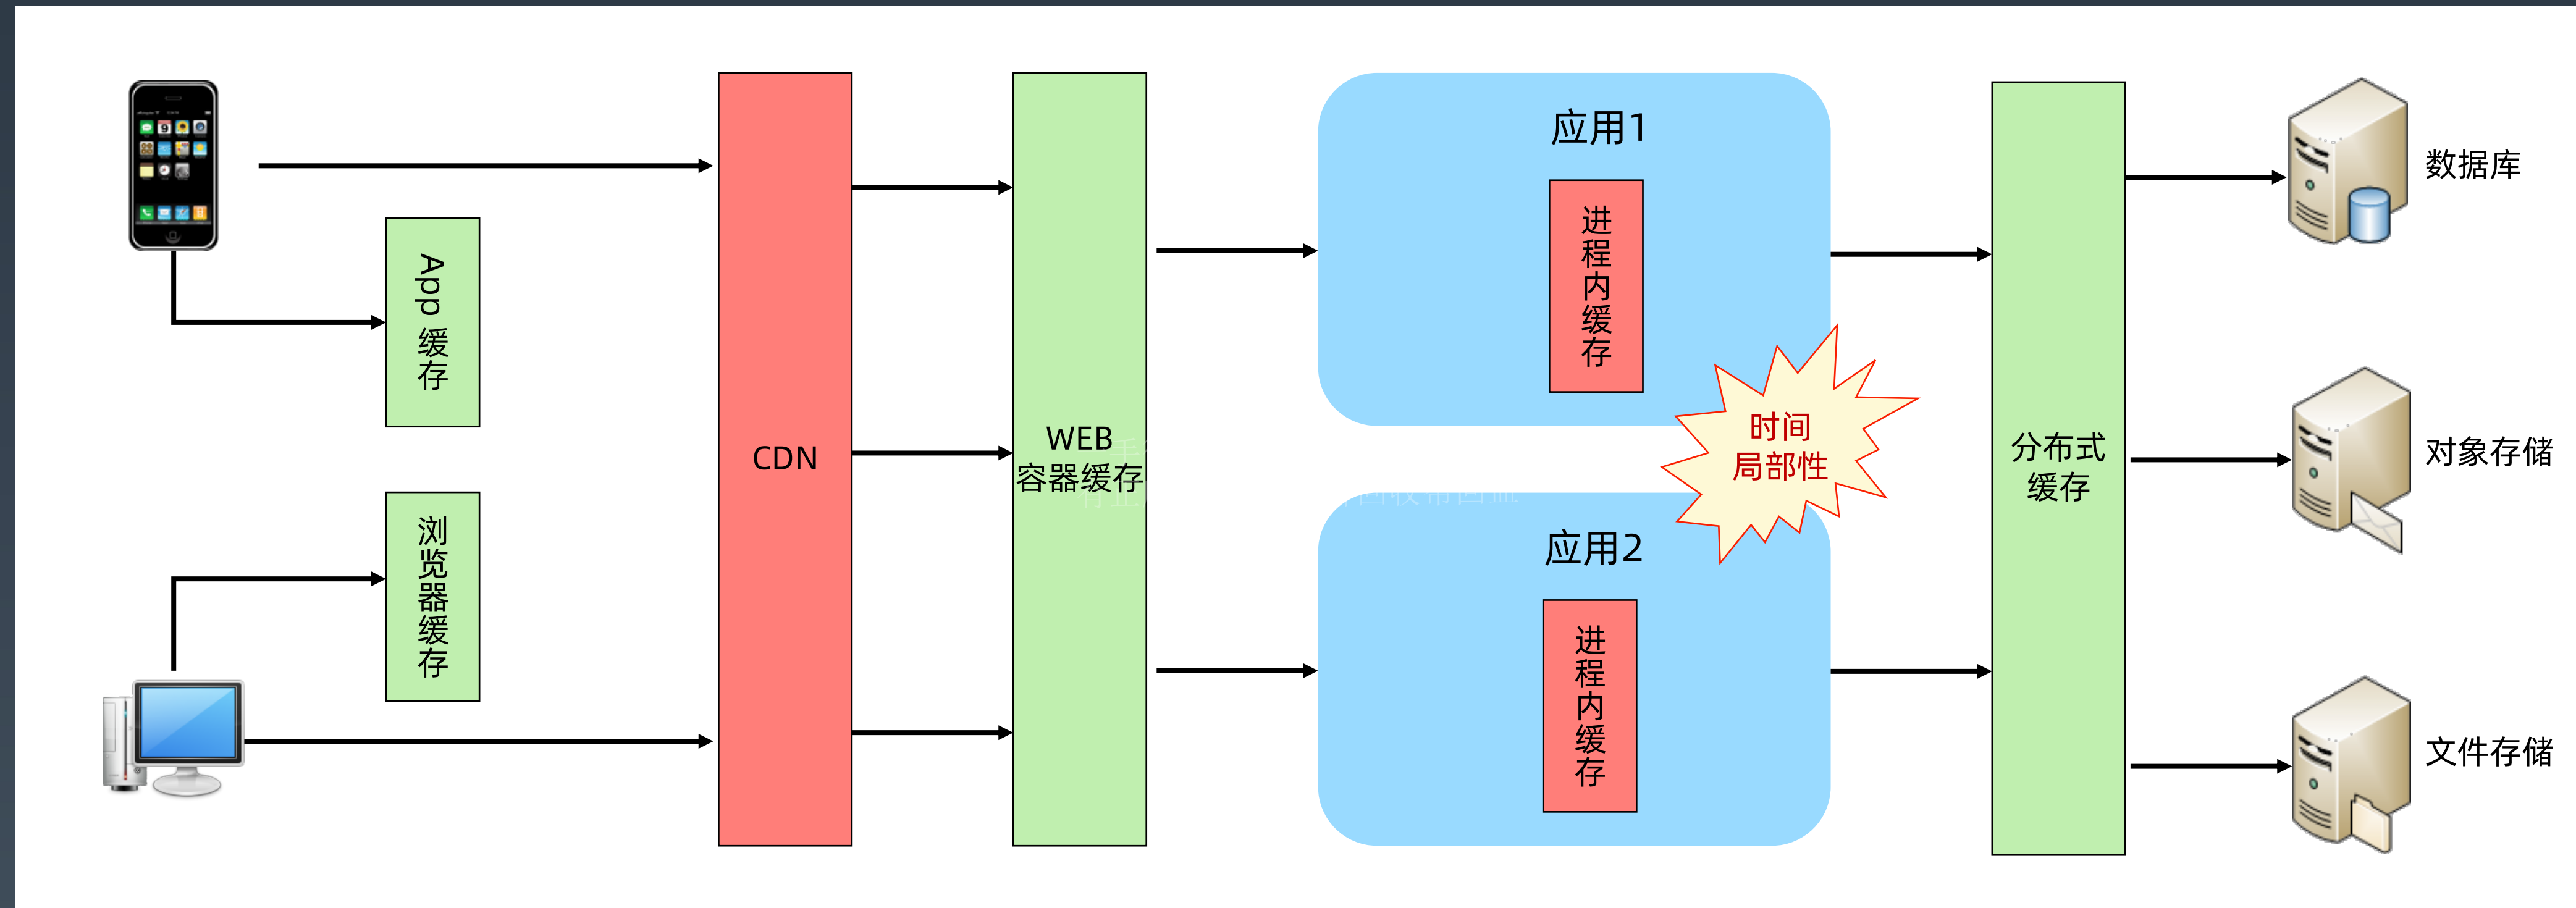 App 缓存
浏览器缓存
CDN
WEB
容器缓存
应用1
进程内缓存
时间
局部性
应用2
进程内缓存
分布式
缓存
数据库
对象存储
文件存储